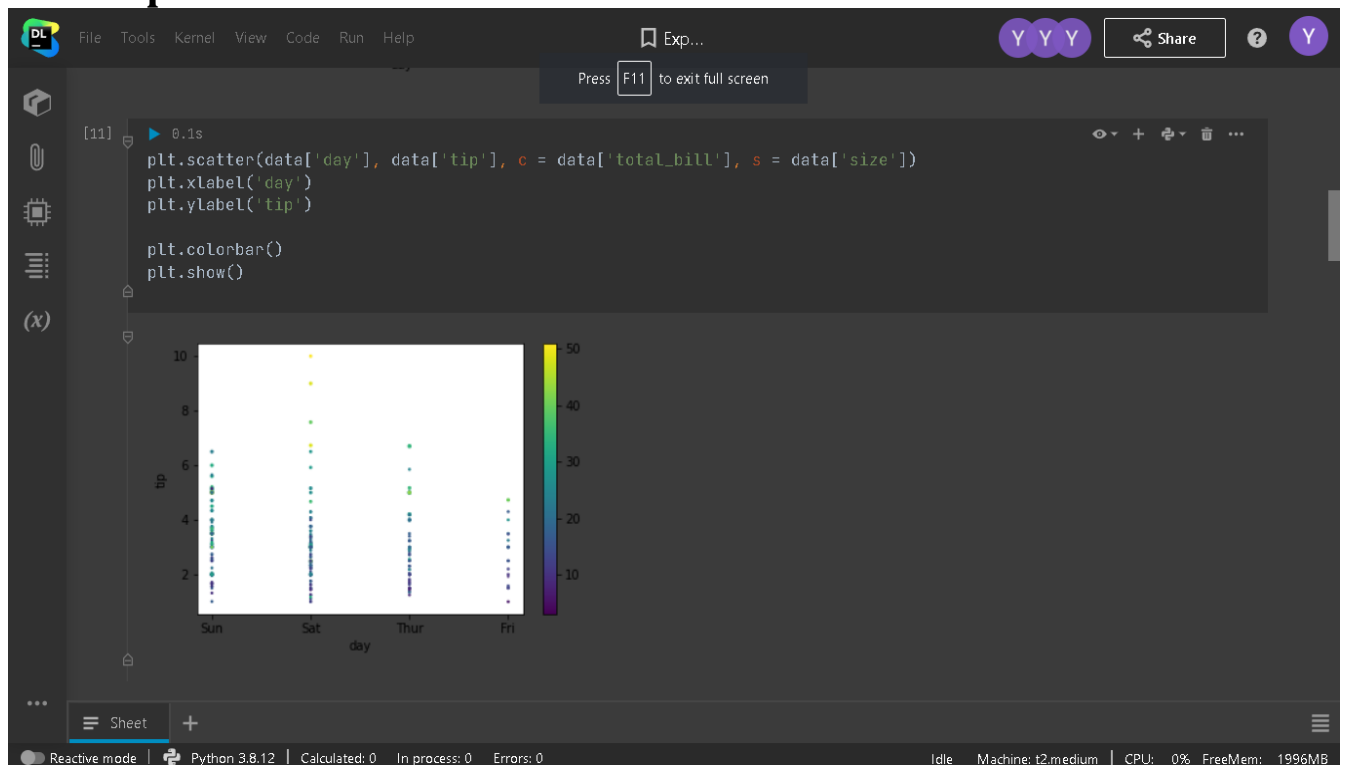 DL
File Tools Kernel View Code Run Help
Exp...
Y Y Y
Share
?
Y
Press F11 to exit full screen
[11]
0.1s
plt.scatter(data['day'], data['tip'], c = data['total_bill'], s = data['size'])
plt.xlabel('day')
plt.ylabel('tip')
plt.colorbar()
plt.show()
(x)
10
8
6
4
2
tip
Sun Sat Thur Fri
day
50
40
30
20
10
Sheet
Reactive mode Python 3.8.12 Calculated: 0 In process: 0 Errors: 0 Idle Machine: t2.medium CPU: 0% FreeMem: 1996MB